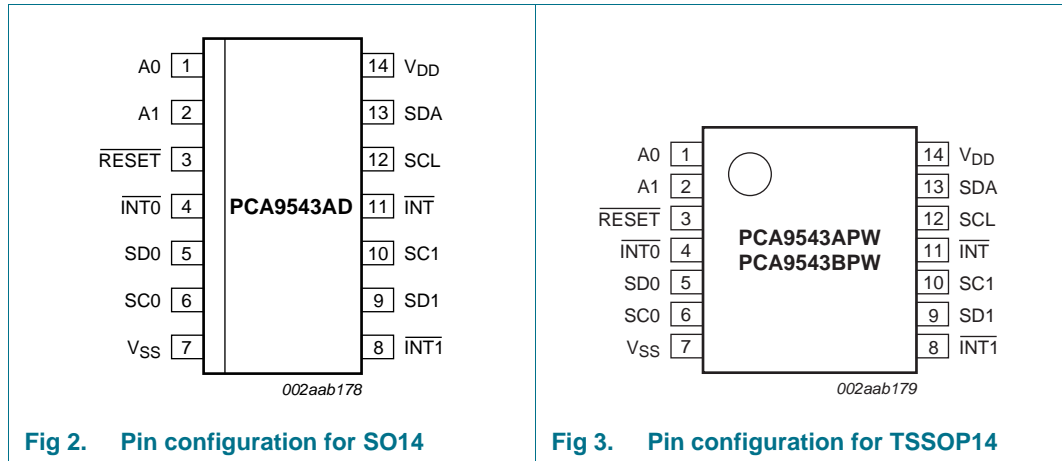 A0 1
A1 2
RESET 3
INT0 4
SD0 5
SC0 6
VSS 7
PCA9543AD
14 VDD
13 SDA
12 SCL
11 INT
10 SC1
9 SD1
8 INT1
002aab178
Fig 2. Pin configuration for SO14
A0 1
A1 2
RESET 3
INT0 4
SD0 5
SC0 6
VSS 7
PCA9543APW
PCA9543BPW
14 VDD
13 SDA
12 SCL
11 INT
10 SC1
9 SD1
8 INT1
002aab179
Fig 3. Pin configuration for TSSOP14